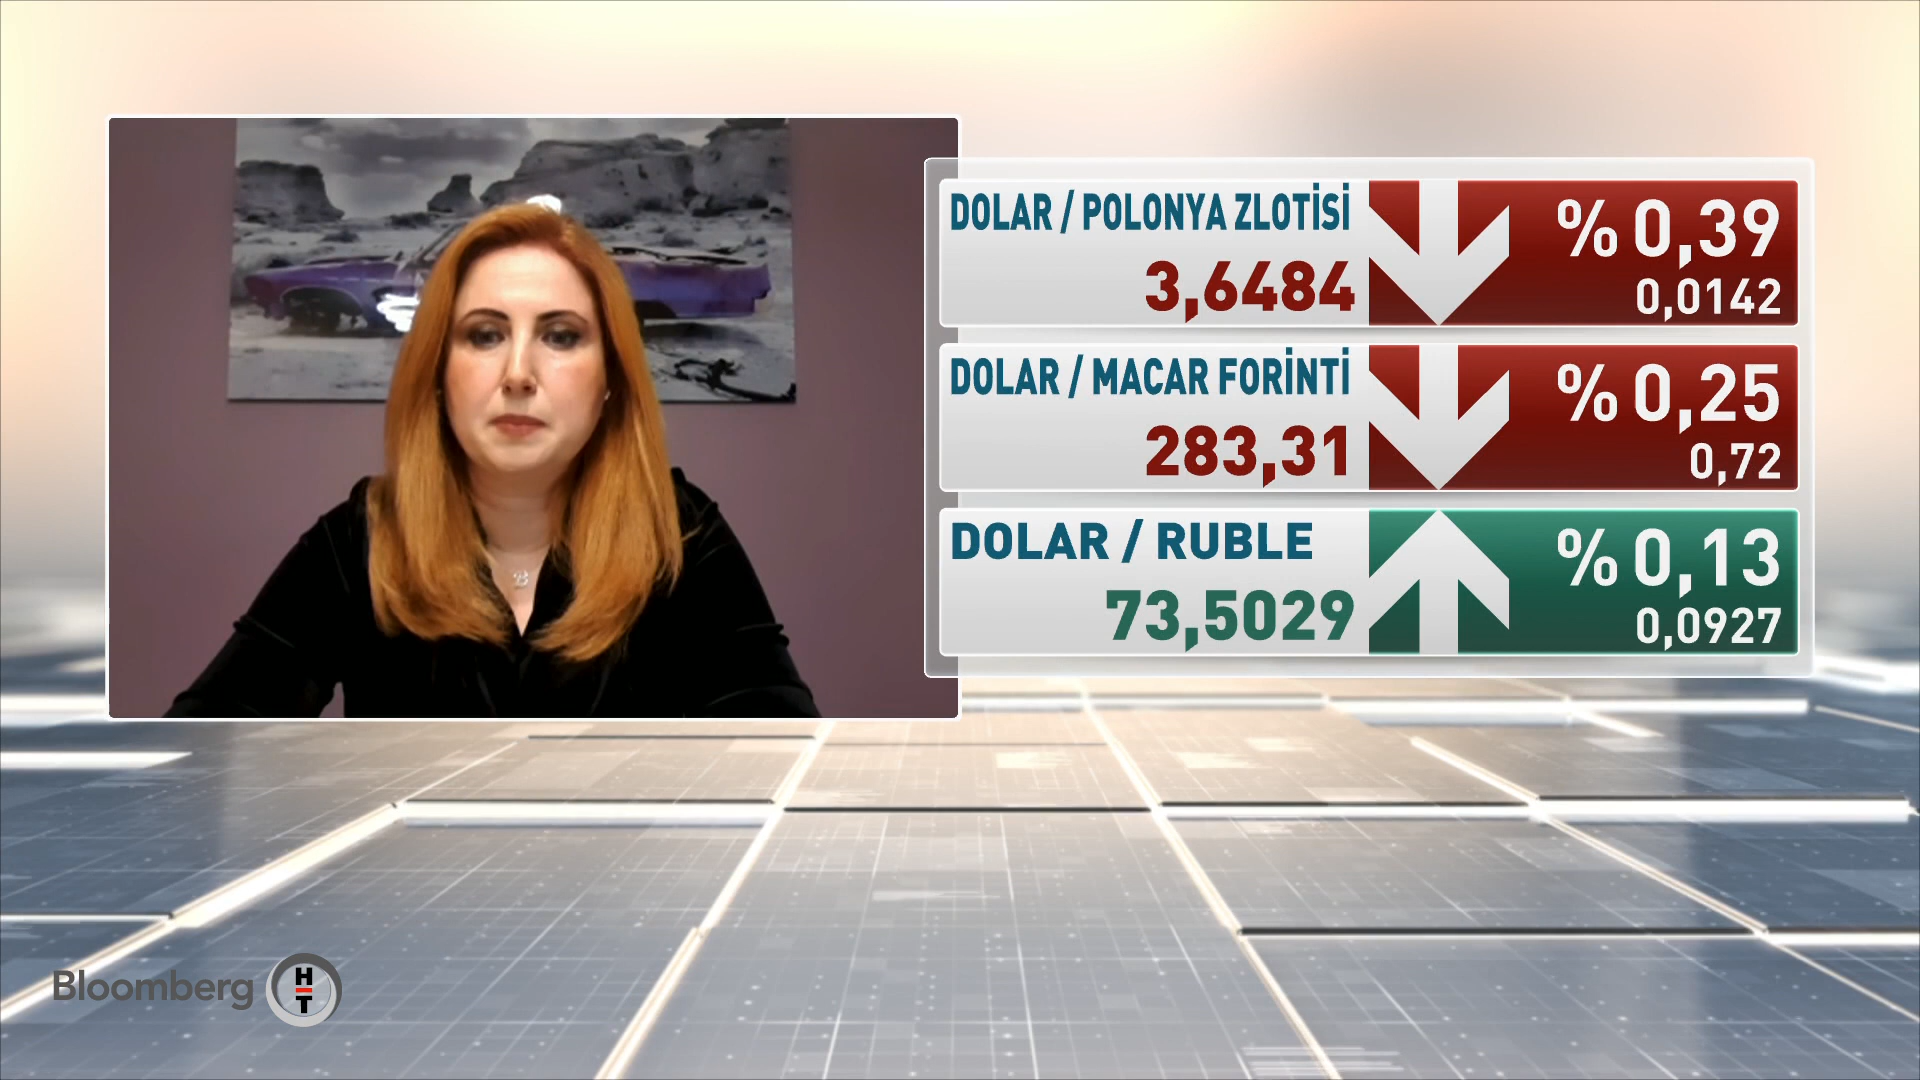 DOLAR / POLONYA ZLOTİSİ
3,6484
% 0,39
0,0142
DOLAR / MACAR FORİNTİ
283,31
% 0,25
0,72
DOLAR / RUBLE
73,5029
% 0,13
0,0927
B
Bloomberg HT